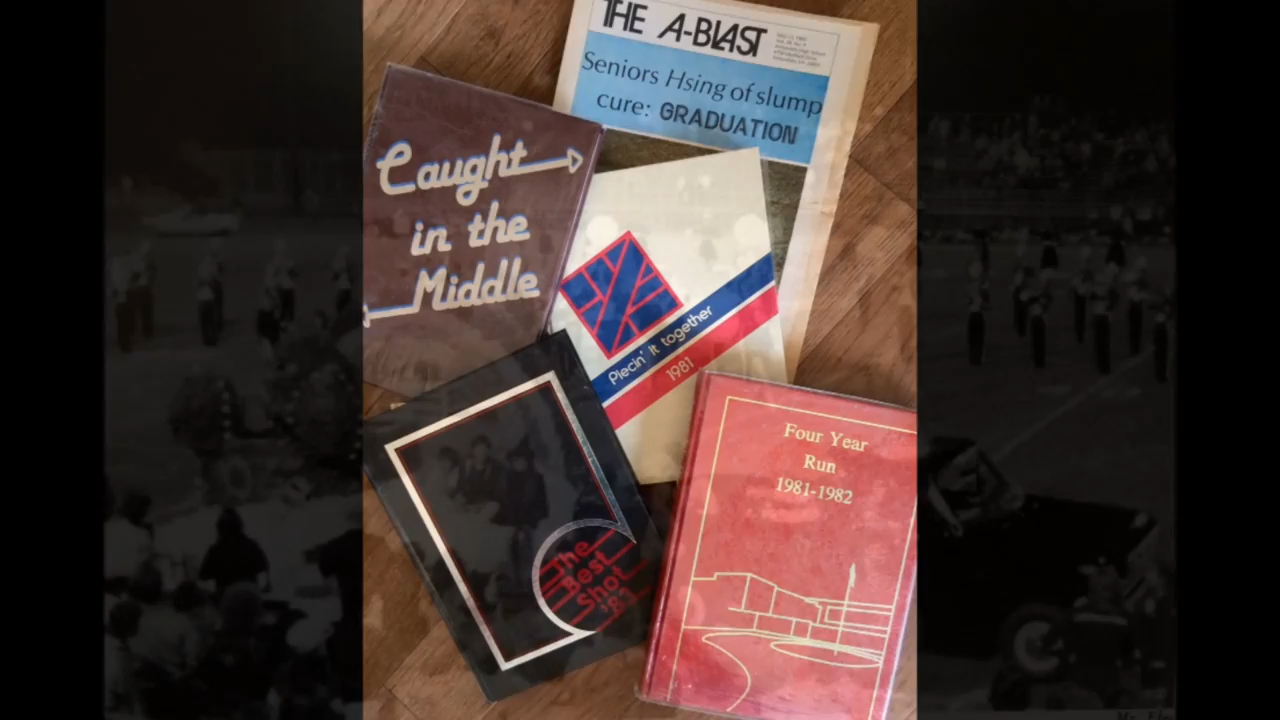 THE A-BLAST
Seniors Hsing of slump
cure: GRADUATION
Caught
in the
Middle
Piecin' it together
1981
Four Year
Run
1981-1982
The
Best
Shot
'83